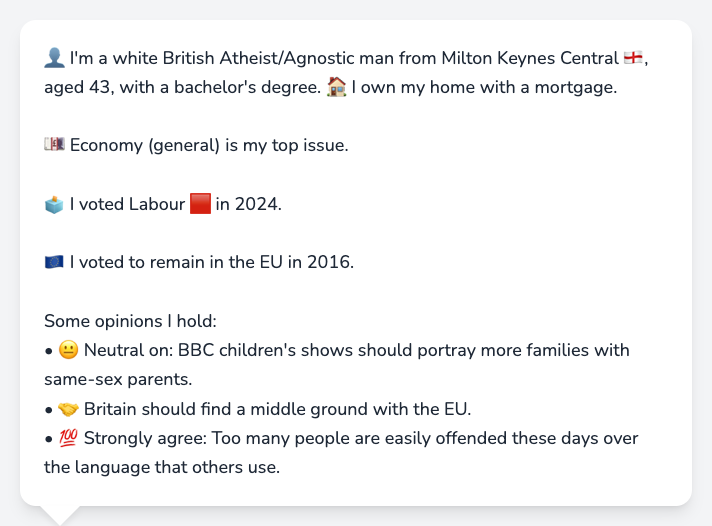 👤 I'm a white British Atheist/Agnostic man from Milton Keynes Central 🏴󠁧󠁢󠁥󠁮󠁧󠁿,
aged 43, with a bachelor's degree. 🏠 I own my home with a mortgage.
💷 Economy (general) is my top issue.
🗳️ I voted Labour 🟥 in 2024.
🇪🇺 I voted to remain in the EU in 2016.
Some opinions I hold:
• 😐 Neutral on: BBC children's shows should portray more families with
same-sex parents.
• 🤝 Britain should find a middle ground with the EU.
• 💯 Strongly agree: Too many people are easily offended these days over
the language that others use.